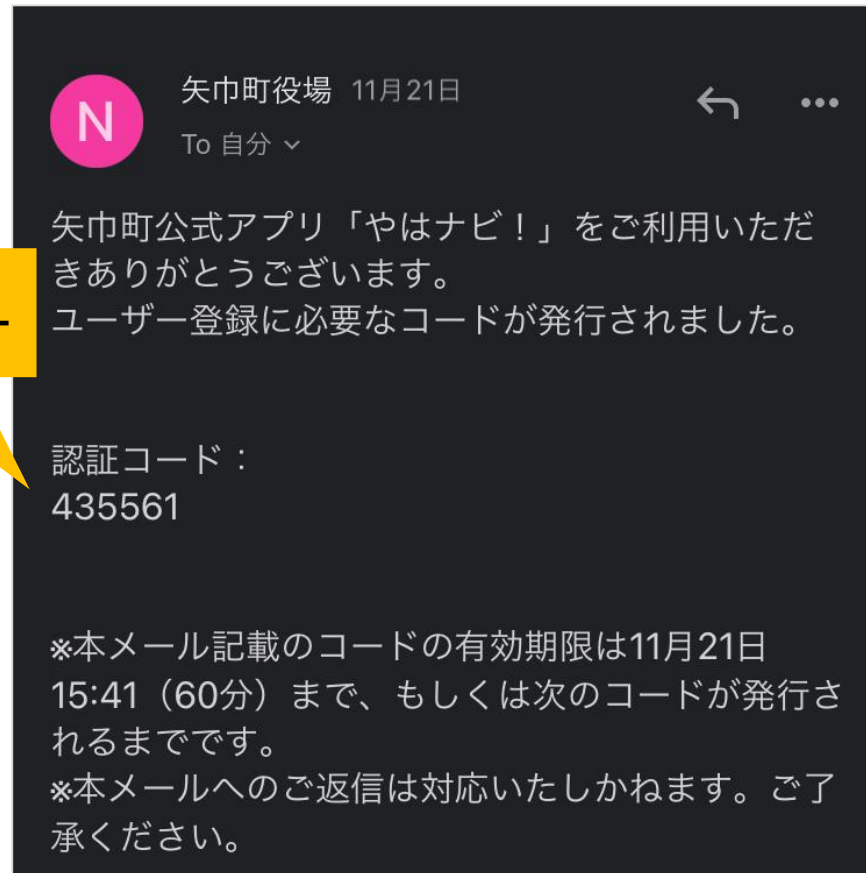 矢巾町役場 11月21日
N
To 自分
矢巾町公式アプリ「やはナビ！」をご利用いただ
きありがとうございます。
ユーザー登録に必要なコードが発行されました。
認証コード：
435561
※本メール記載のコードの有効期限は11月21日
15:41（60分）まで、もしくは次のコードが発行さ
れるまでです。
※本メールへのご返信は対応いたしかねます。ご了
承ください。